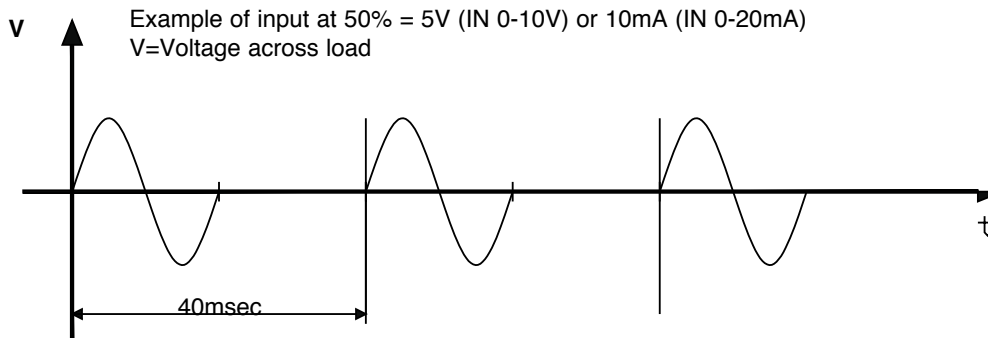 V
Example of input at 50% = 5V (IN 0-10V) or 10mA (IN 0-20mA)
V=Voltage across load
t
40msec